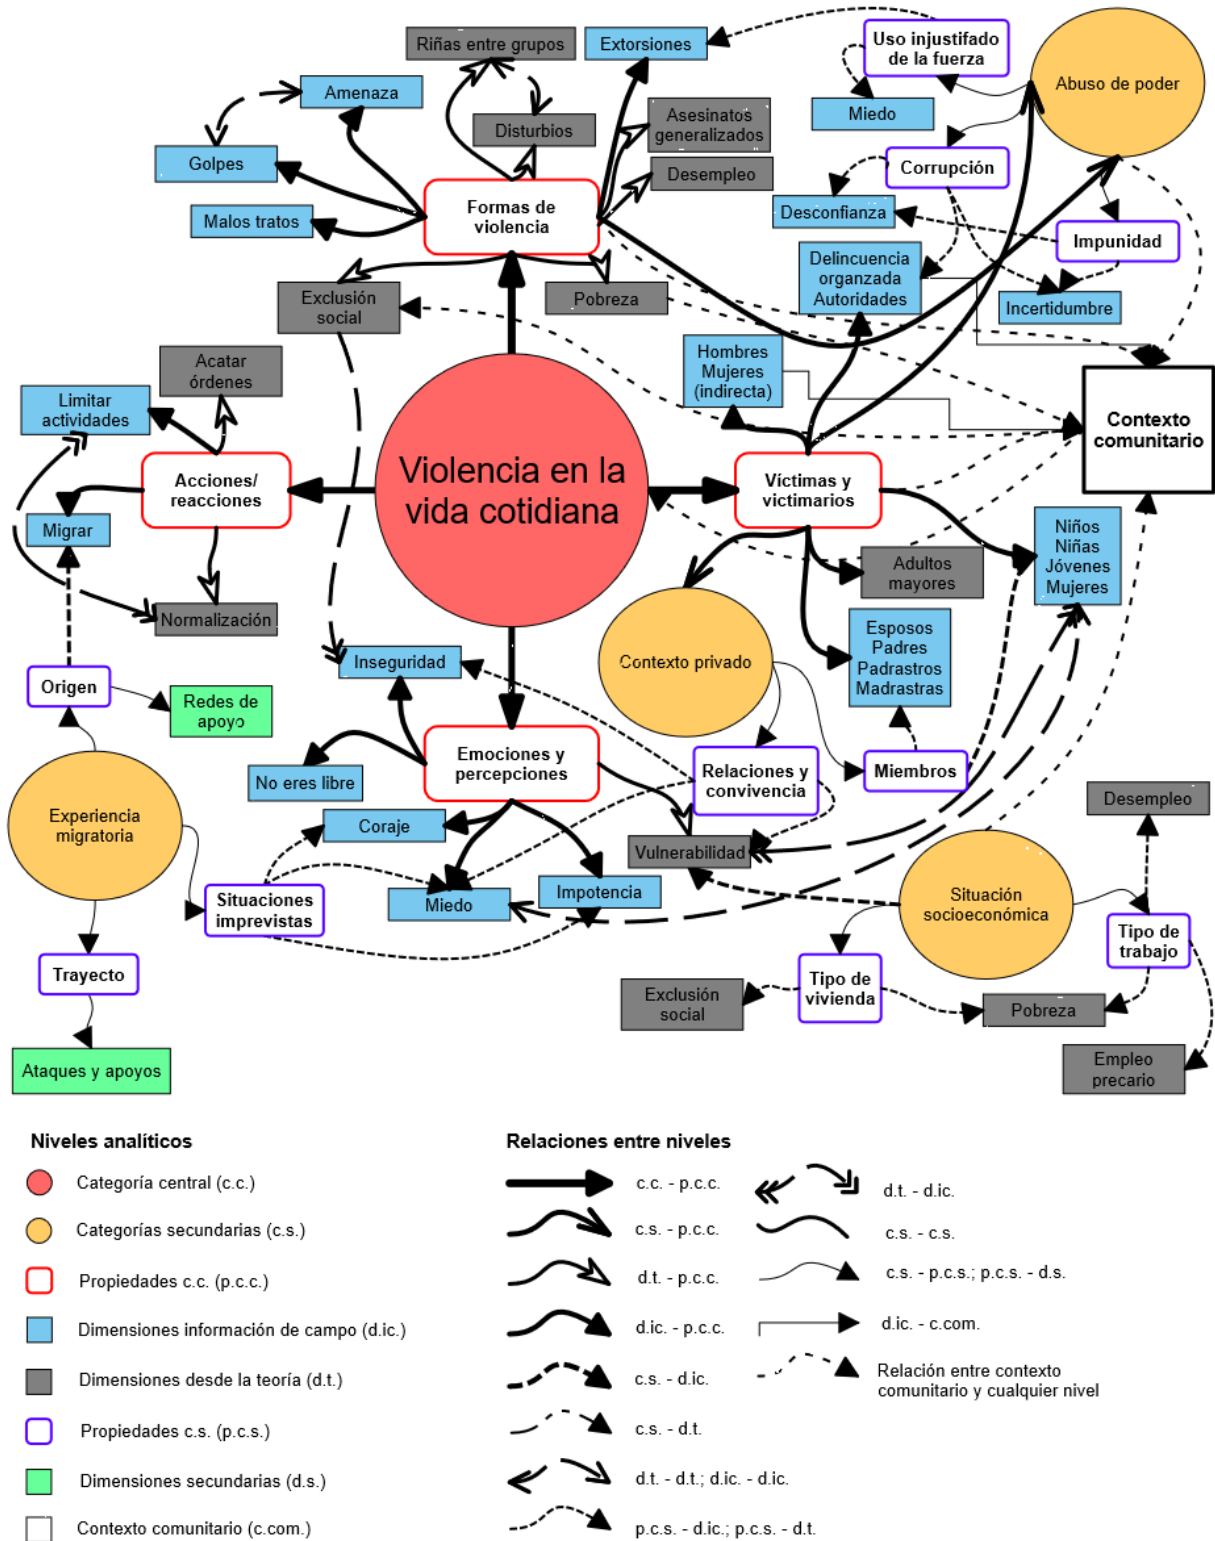 Riñas entre grupos
Extorsiones
Uso injustifado
de la fuerza
Abuso de poder
Amenaza
Miedo
Disturbios
Asesinatos
generalizados
Golpes
Desempleo
Corrupción
Malos tratos
Formas de
violencia
Desconfianza
Impunidad
Delincuencia
organzada
Autoridades
Exclusión
social
Pobreza
Incertidumbre
Acatar
órdenes
Hombres
Mujeres
(indirecta)
Limitar
actividades
Contexto
comunitario
Violencia en la
vida cotidiana
Acciones/
reacciones
Víctimas y
victimarios
Migrar
Niños
Niñas
Jóvenes
Mujeres
Adultos
mayores
Normalización
Esposos
Padres
Padrastros
Madrastras
Inseguridad
Contexto privado
Origen
Redes de
apoyo
Emociones y
percepciones
Relaciones y
convivencia
Miembros
No eres libre
Desempleo
Experiencia
migratoria
Coraje
Vulnerabilidad
Situaciones
imprevistas
Miedo
Impotencia
Situación
socioeconómica
Tipo de
trabajo
Trayecto
Tipo de
vivienda
Exclusión
social
Pobreza
Ataques y apoyos
Empleo
precario
Niveles analíticos
Categoría central (c.c.)
Categorías secundarias (c.s.)
Propiedades c.c. (p.c.c.)
Dimensiones información de campo (d.ic.)
Dimensiones desde la teoría (d.t.)
Propiedades c.s. (p.c.s.)
Dimensiones secundarias (d.s.)
Contexto comunitario (c.com.)
Relaciones entre niveles
c.c. - p.c.c.
c.s. - p.c.c.
d.t. - p.c.c.
d.ic. - p.c.c.
c.s. - d.ic.
c.s. - d.t.
d.t. - d.t.; d.ic. - d.ic.
p.c.s. - d.ic.; p.c.s. - d.t.
d.t. - d.ic.
c.s. - c.s.
c.s. - p.c.s.; p.c.s. - d.s.
d.ic. - c.com.
Relación entre contexto
comunitario y cualquier nivel